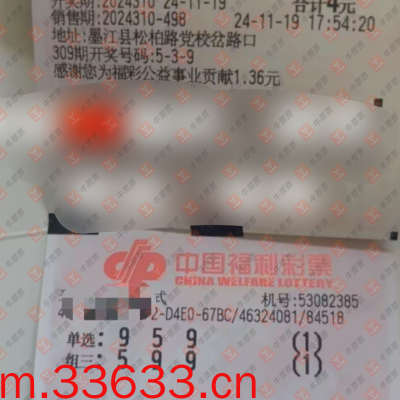 开奖期:2024310 24-11-19 合计4元
销售期:2024310-498 24-11-19 17:54:20
地址:墨江县松柏路党校岔路口
309期开奖号码:5-3-9
感谢您为福彩公益事业贡献1.36元
中国福利彩票
CHINA WELFARE LOTTERY
式 机号:53082385
2-D4E0-67BC/46324081/84518
单选: 9 5 9 (1)
组三: 5 9 9 (1)
m.33633.cn